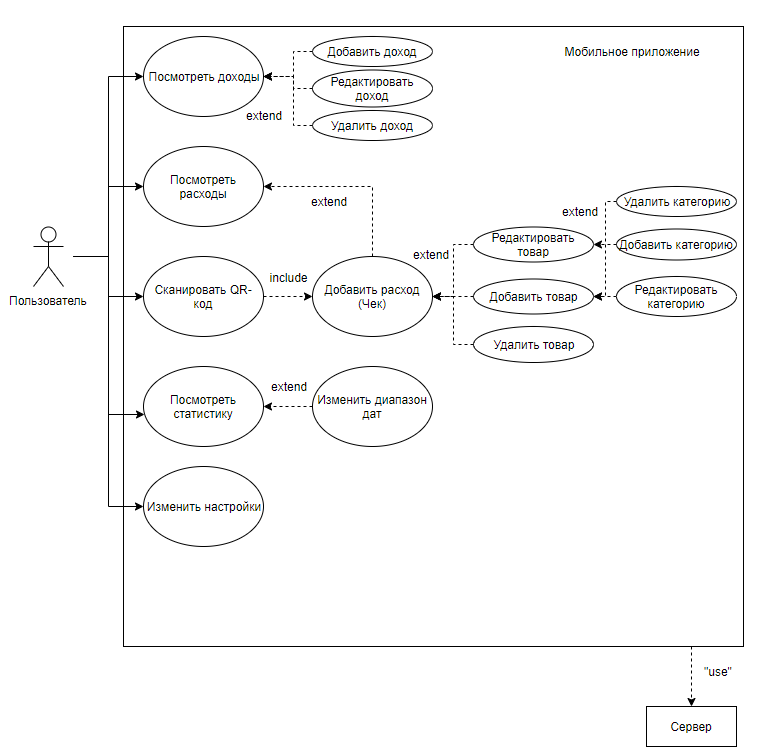 Мобильное приложение
Посмотреть доходы
Добавить доход
Редактировать
доход
Удалить доход
extend
Посмотреть
расходы
extend
Пользователь
Сканировать QR-
код
include
Добавить расход
(Чек)
extend
Редактировать
товар
Добавить товар
Удалить товар
extend
Удалить категорию
Добавить категорию
Редактировать
категорию
Посмотреть
статистику
extend
Изменить диапазон
дат
Изменить настройки
"use"
Сервер